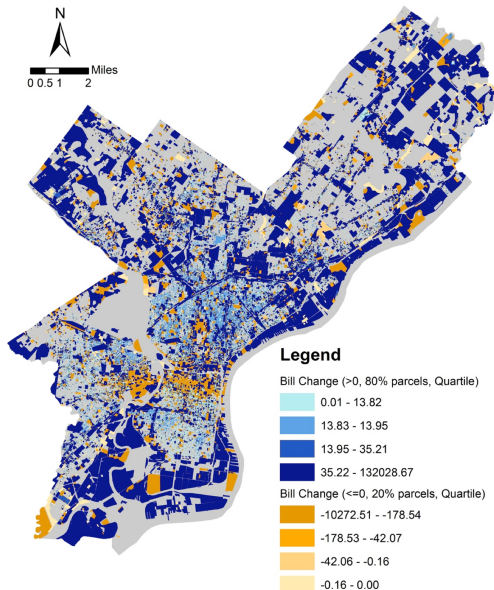 N
Miles
0 0.5 1 2
Legend
Bill Change (>0, 80% parcels, Quartile)
0.01 - 13.82
13.83 - 13.95
13.95 - 35.21
35.22 - 132028.67
Bill Change (<=0, 20% parcels, Quartile)
-10272.51 - -178.54
-178.53 - -42.07
-42.06 - -0.16
-0.16 - 0.00